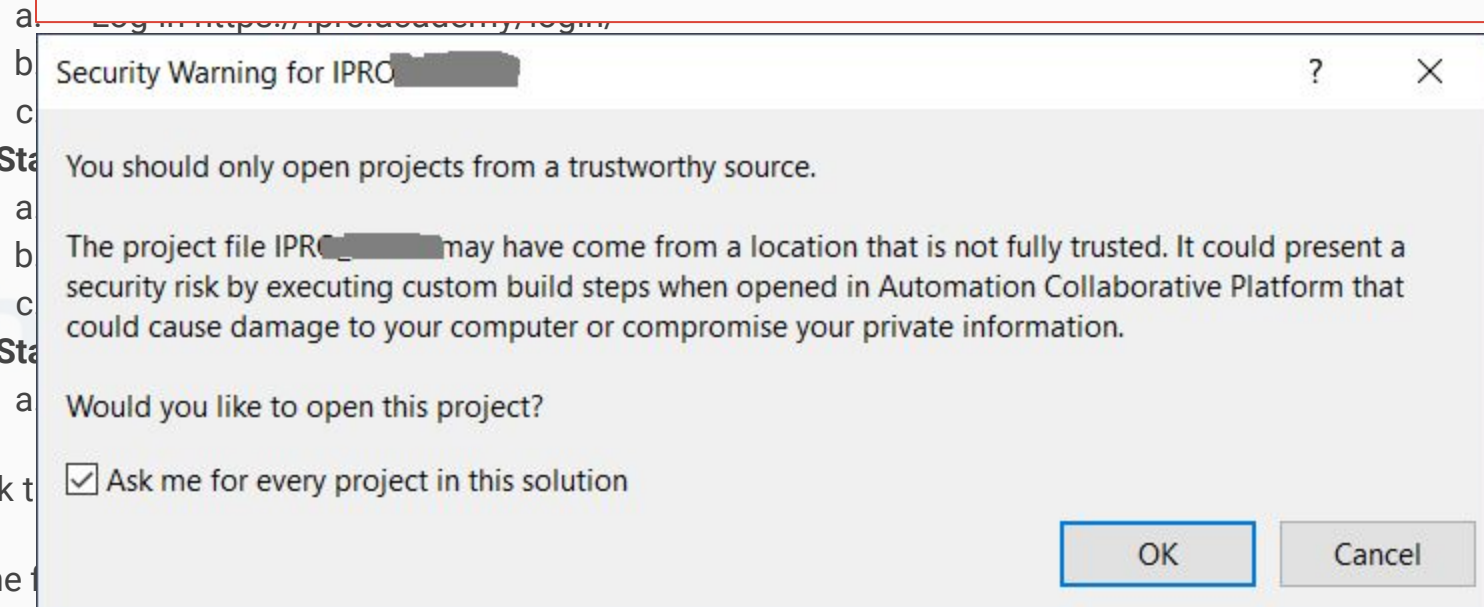 a.
b
Security Warning for IPRO
? X
c
Sta
You should only open projects from a trustworthy source.
a
The project file IPR may have come from a location that is not fully trusted. It could present a
b
security risk by executing custom build steps when opened in Automation Collaborative Platform that
c
could cause damage to your computer or compromise your private information.
Sta
a
Would you like to open this project?
k t
Ask me for every project in this solution
OK Cancel
e f